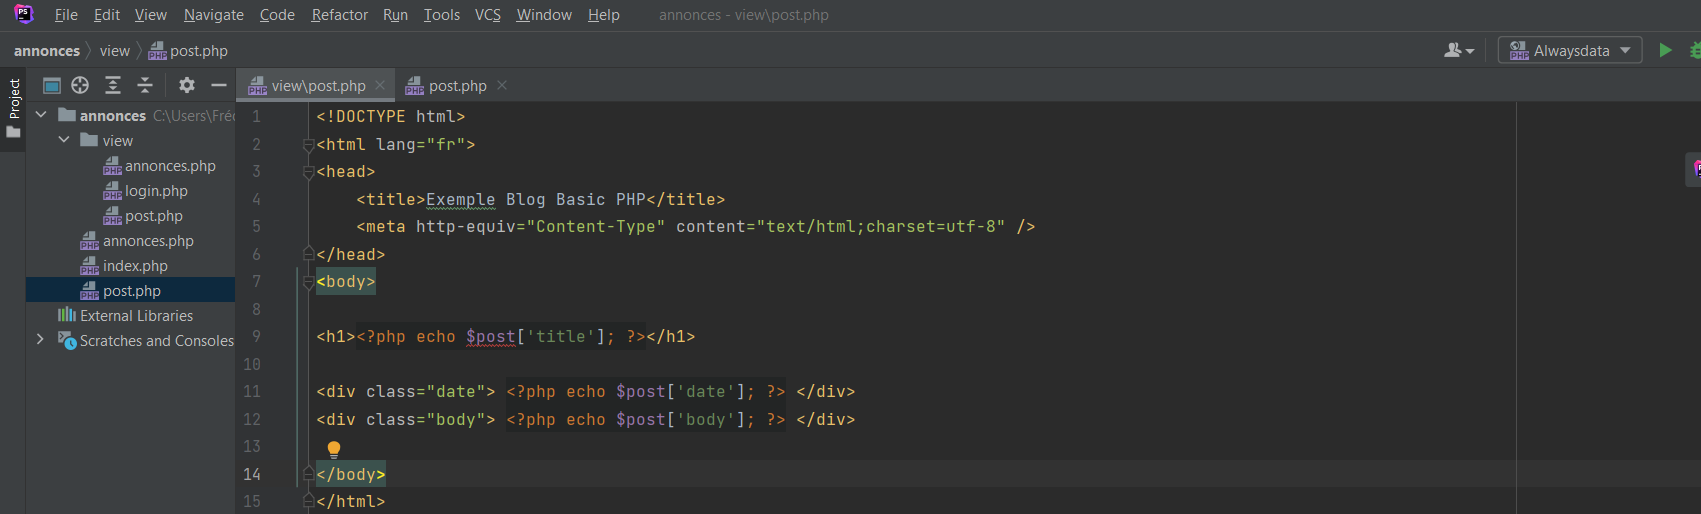 File Edit View Navigate Code Refactor Run Tools VCS Window Help annonces - view\post.php
annonces view post.php Alwaysdata
Project
view\post.php post.php
annonces C:\Users\Fréd
view
annonces.php
login.php
post.php
annonces.php
index.php
post.php
External Libraries
Scratches and Consoles
1 <!DOCTYPE html>
2 <html lang="fr">
3 <head>
4 <title>Exemple Blog Basic PHP</title>
5 <meta http-equiv="Content-Type" content="text/html;charset=utf-8" />
6 </head>
7 <body>
8
9 <h1><?php echo $post['title']; ?></h1>
10
11 <div class="date"> <?php echo $post['date']; ?> </div>
12 <div class="body"> <?php echo $post['body']; ?> </div>
13
14 </body>
15 </html>